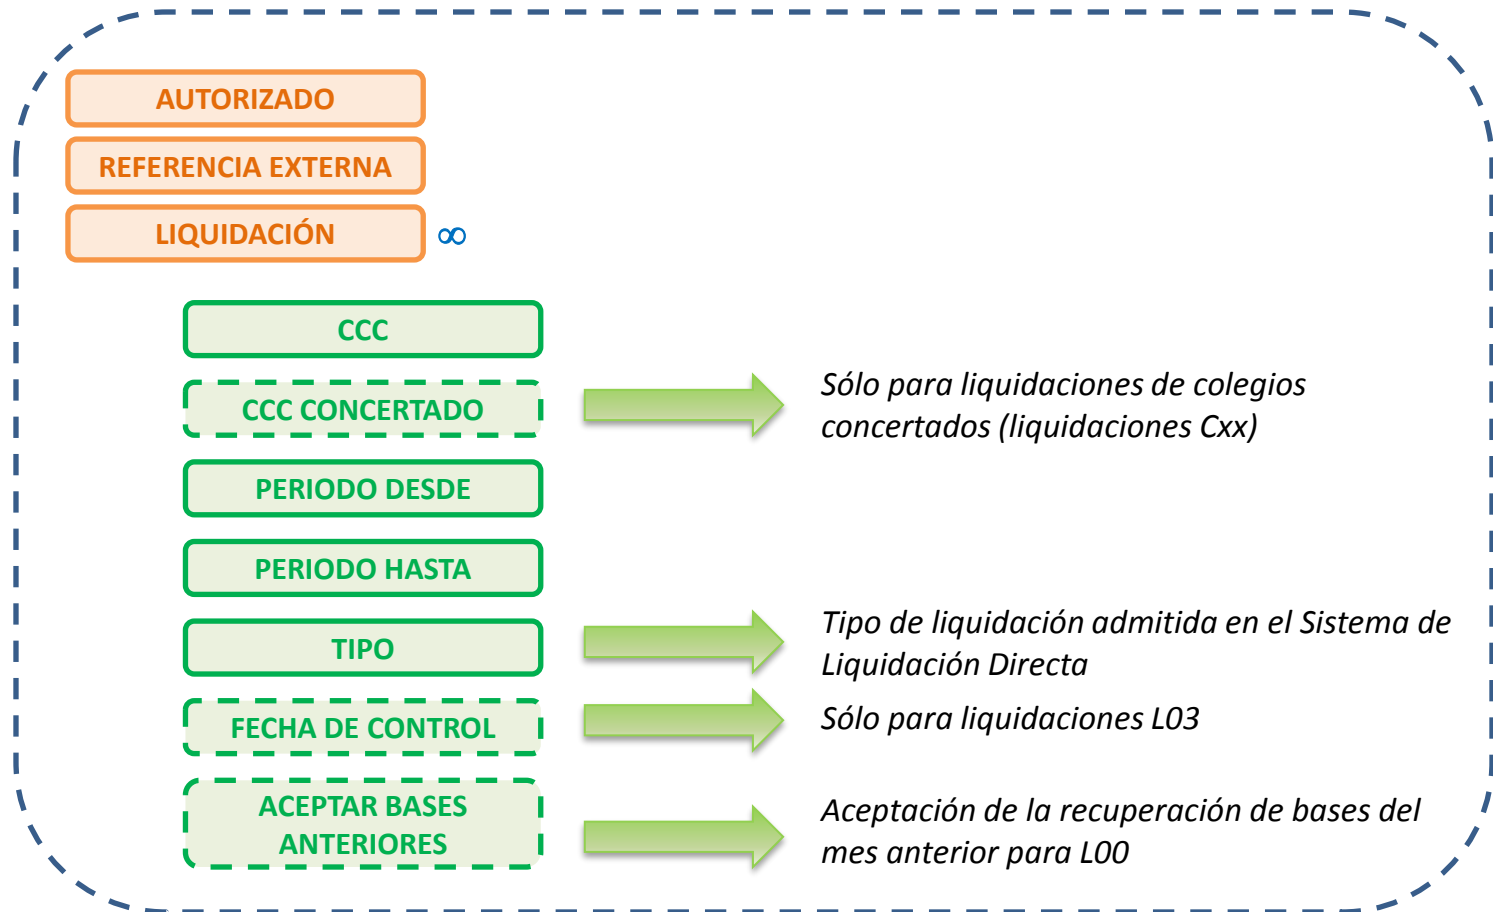 AUTORIZADO
REFERENCIA EXTERNA
LIQUIDACIÓN ∞
CCC
CCC CONCERTADO
Sólo para liquidaciones de colegios
concertados (liquidaciones Cxx)
PERIODO DESDE
PERIODO HASTA
TIPO
Tipo de liquidación admitida en el Sistema de
Liquidación Directa
FECHA DE CONTROL
Sólo para liquidaciones L03
ACEPTAR BASES
ANTERIORES
Aceptación de la recuperación de bases del
mes anterior para L00